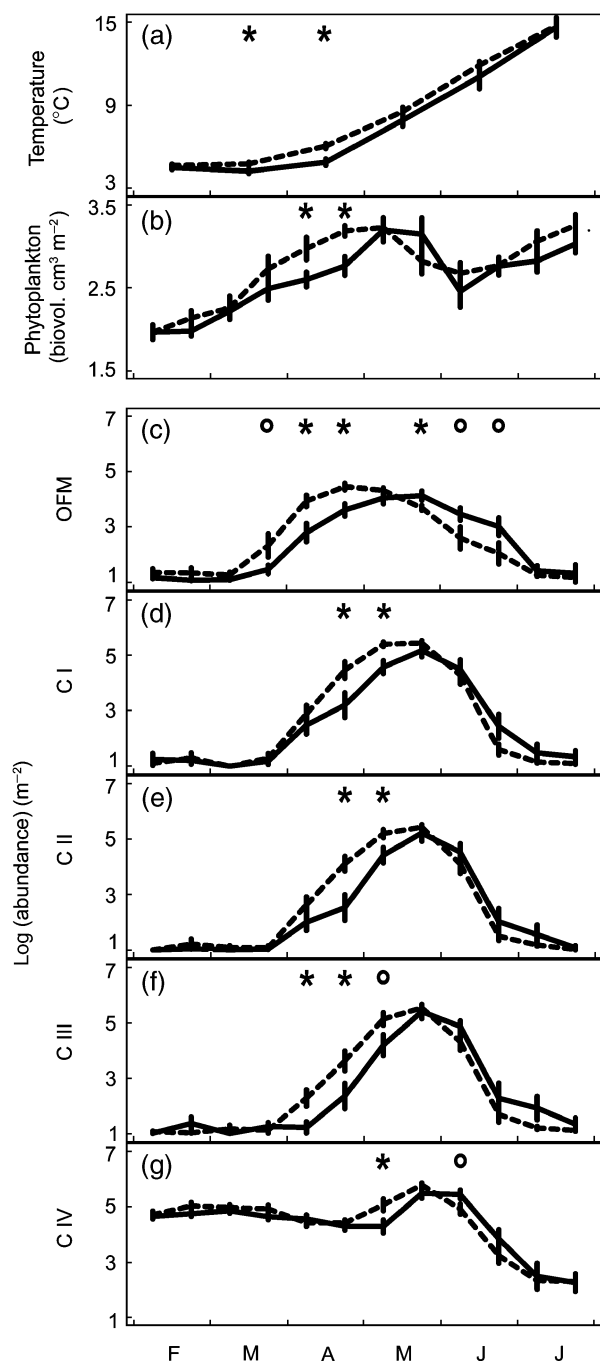 (a) * *
15
9
3
Temperature
(°C)
(b) * *
3.5
2.5
1.5
Phytoplankton
(biovol. cm³ m⁻²)
(c) o * * * o o
7
5
3
1
OFM
(d) * *
7
5
3
1
C I
(e) * *
7
5
3
1
C II
Log (abundance) (m⁻²)
(f) * * o
7
5
3
1
C III
(g) * o
7
5
3
1
C IV
F M A M J J